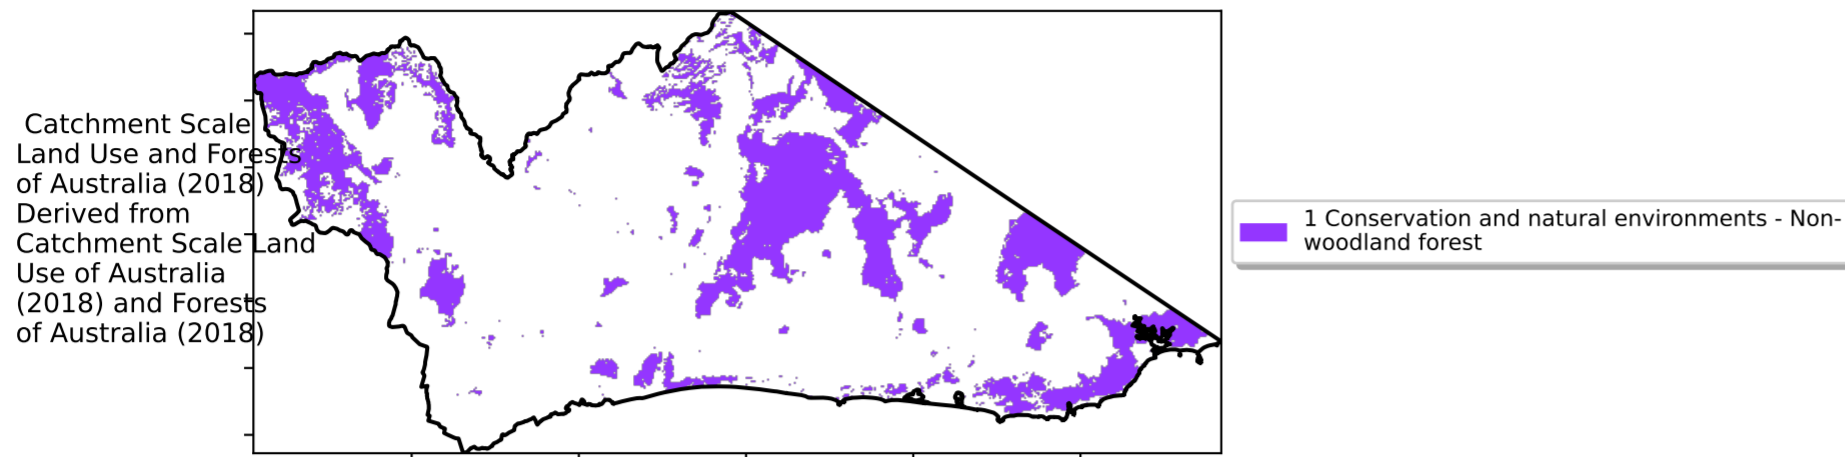 Catchment Scale
Land Use and Forests
of Australia (2018)
Derived from
Catchment Scale Land
Use of Australia
(2018) and Forests
of Australia (2018)
1 Conservation and natural environments - Non-
woodland forest